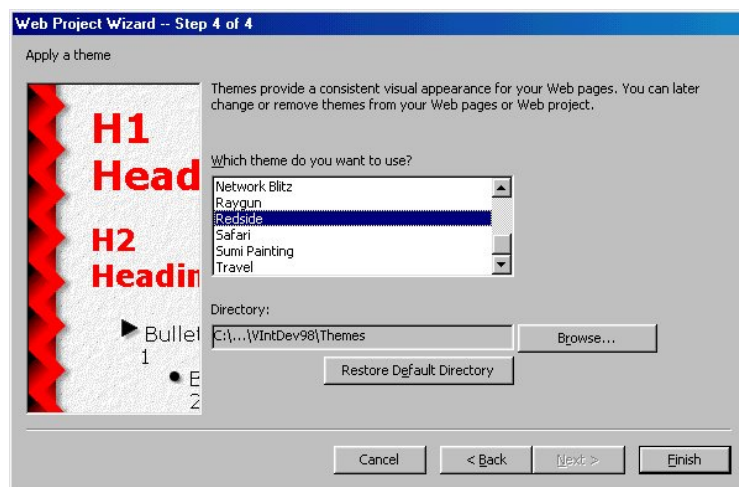 Web Project Wizard -- Step 4 of 4
Apply a theme
Themes provide a consistent visual appearance for your Web pages. You can later
change or remove themes from your Web pages or Web project.
H1
Head
H2
Headin
Bullet
1
E
2
Which theme do you want to use?
Network Blitz
Raygun
Redside
Safari
Sumi Painting
Travel
Directory:
C:\...\VIntDev98\Themes
Browse...
Restore Default Directory
Cancel
< Back
Next >
Finish